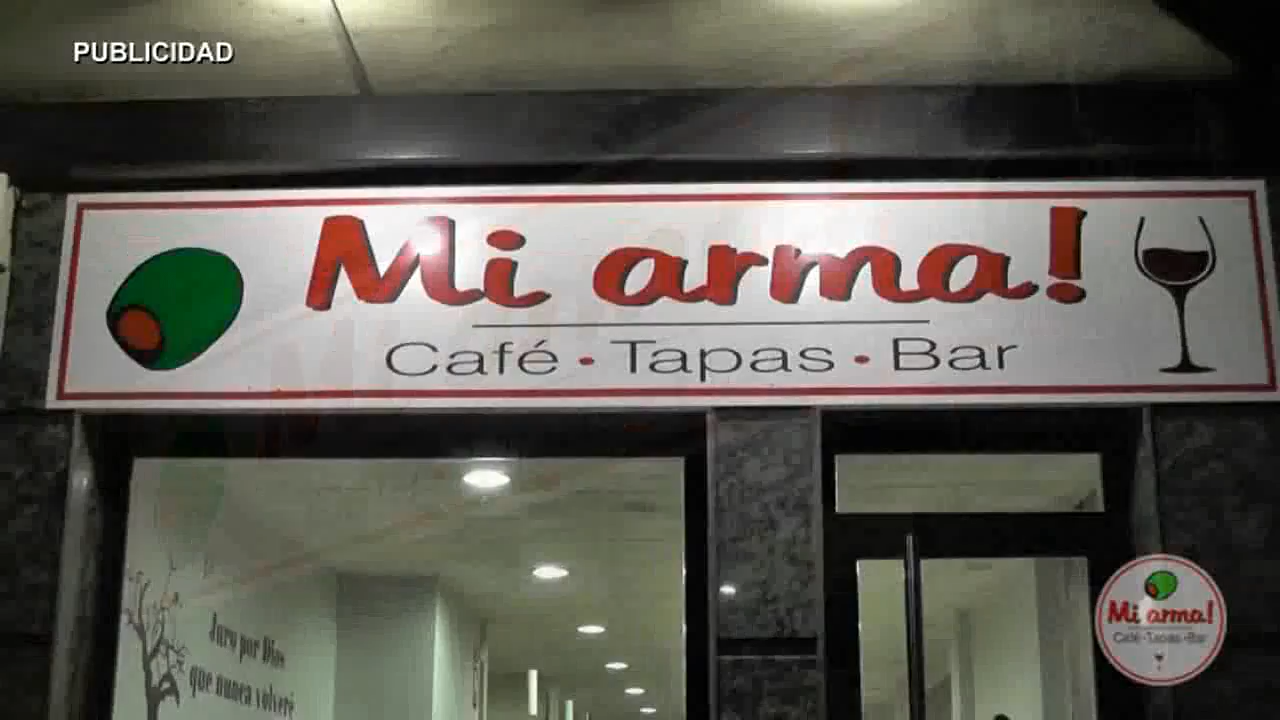 PUBLICIDAD
Mi arma!
Café • Tapas • Bar
Juro por Dios
que nunca volveré
Mi arma!
Café • Tapas • Bar